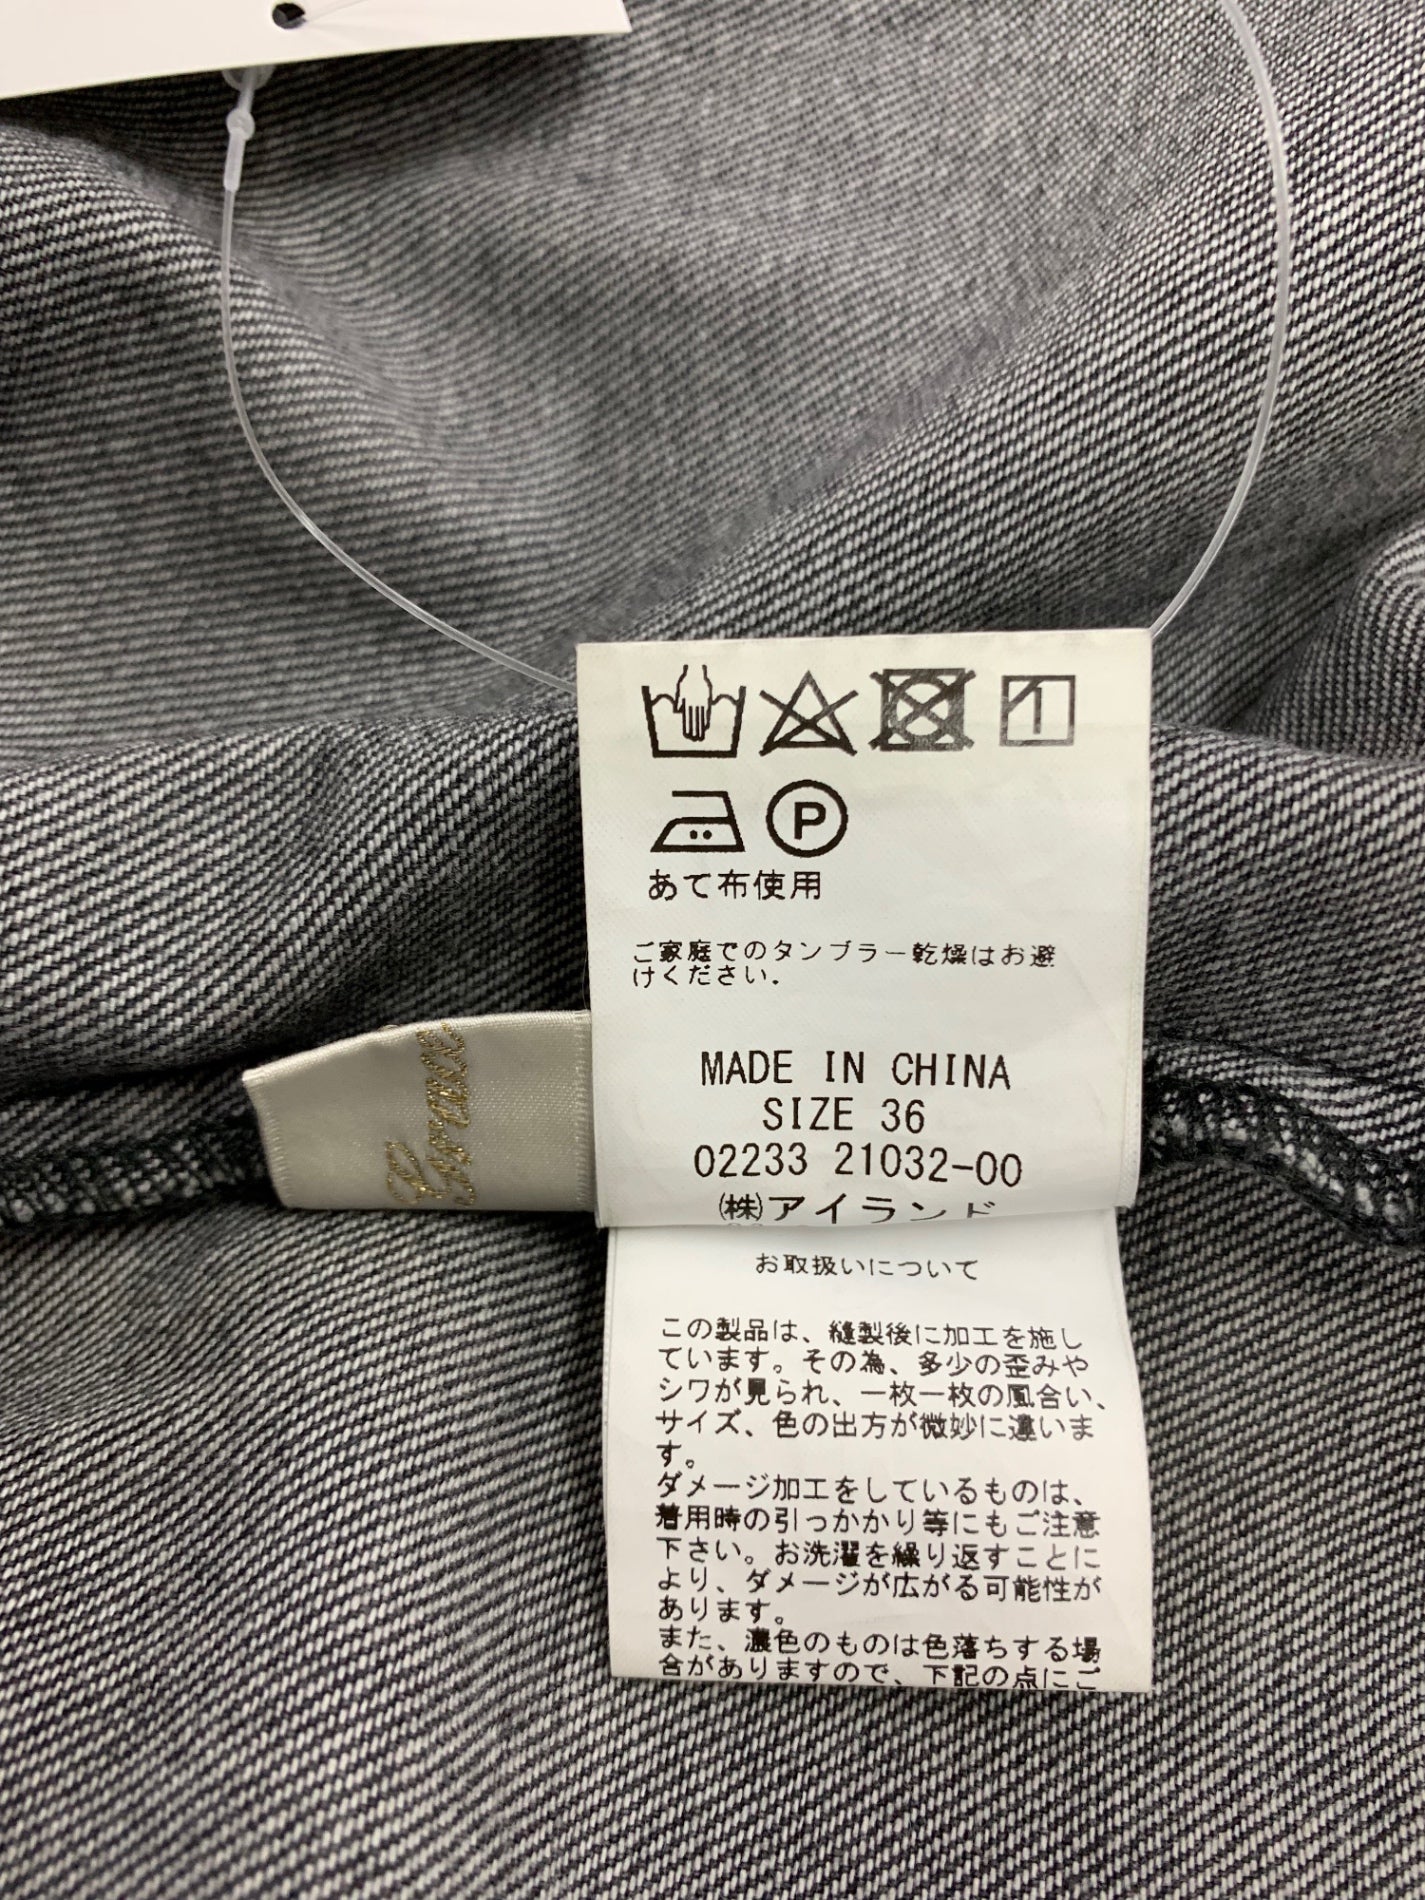 P
あて布使用
ご家庭でのタンブラー乾燥はお避
けください.
MADE IN CHINA
SIZE 36
02233 21032-00
㈱アイランド
Grace
お取扱いについて
この製品は、縫製後に加工を施し
ています。その為、多少の歪みや
シワが見られ、一枚一枚の風合い、
サイズ、色の出方が微妙に違いま
す。
ダメージ加工をしているものは、
着用時の引っかかり等にもご注意
下さい。お洗濯を繰り返すことに
より、ダメージが広がる可能性が
あります。
また、濃色のものは色落ちする場
合がありますので、下記の点にご